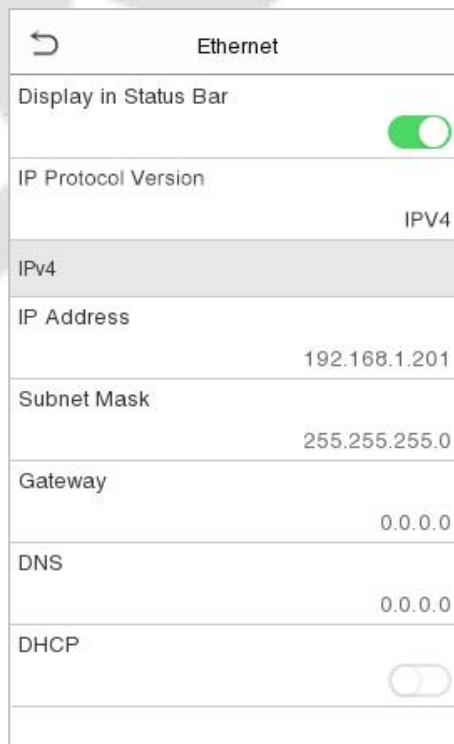 Ethernet
Display in Status Bar
IP Protocol Version
IPV4
IPv4
IP Address
192.168.1.201
Subnet Mask
255.255.255.0
Gateway
0.0.0.0
DNS
0.0.0.0
DHCP